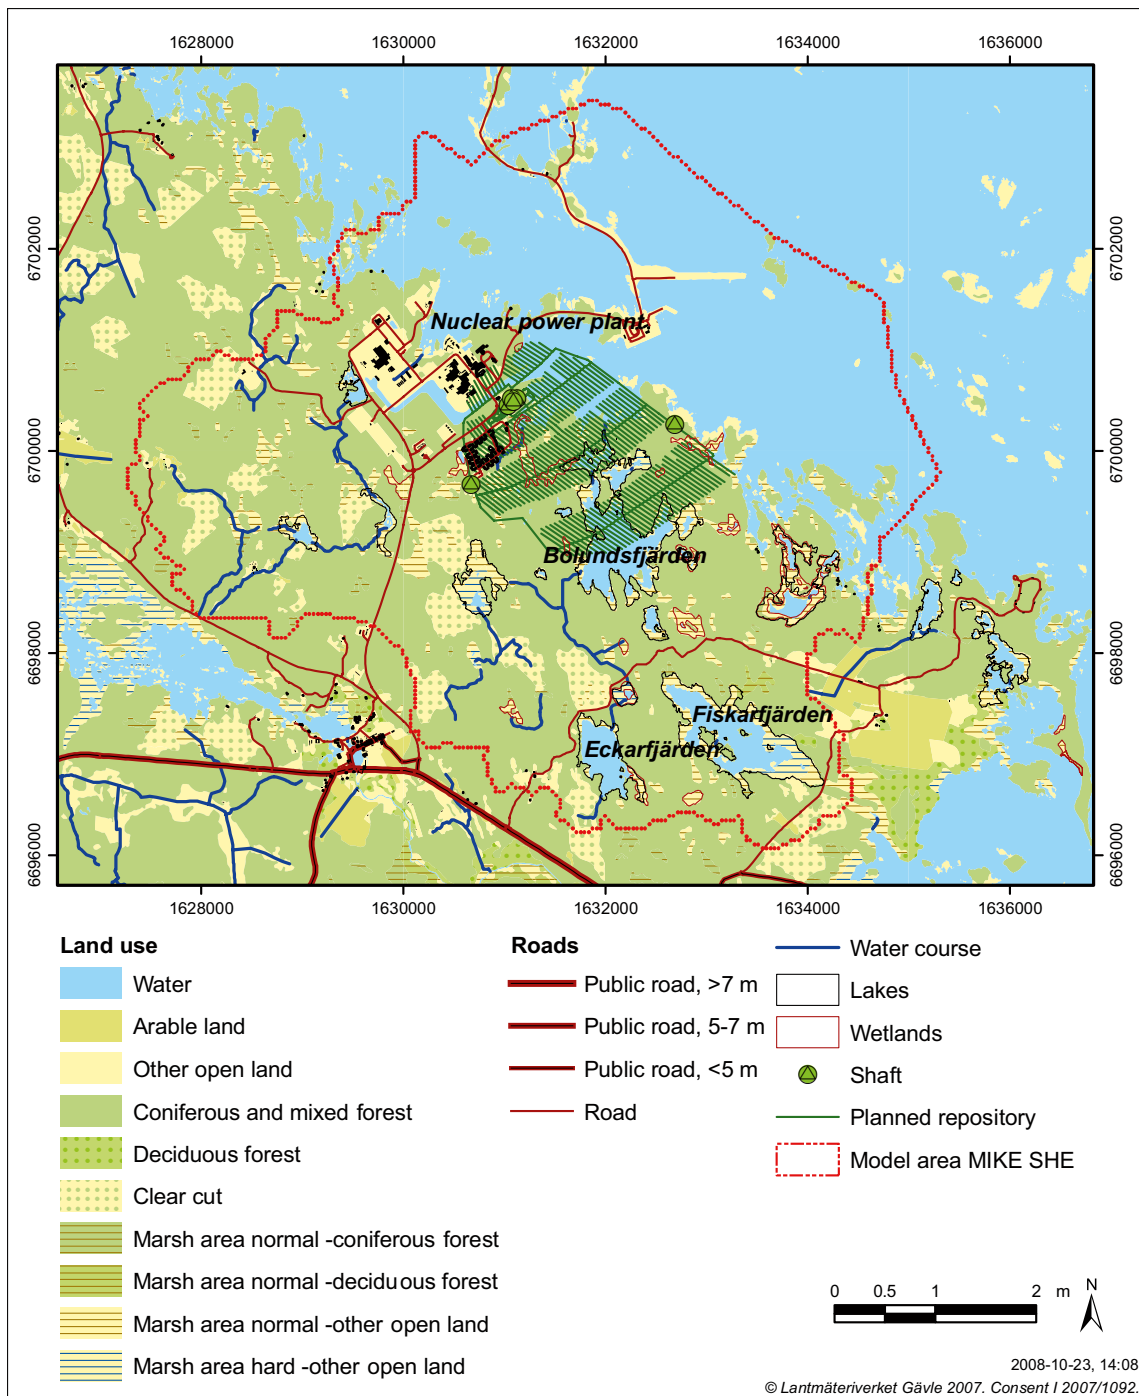 1628000 1630000 1632000 1634000 1636000
6702000 6702000
Nuclear power plant
6700000 6700000
Bolundsfjärden
6698000 6698000
Fiskarfjärden
Eckarfjärden
6696000 6696000
1628000 1630000 1632000 1634000 1636000
Land use
Water
Arable land
Other open land
Coniferous and mixed forest
Deciduous forest
Clear cut
Marsh area normal -coniferous forest
Marsh area normal -deciduous forest
Marsh area normal -other open land
Marsh area hard -other open land
Roads
Public road, >7 m
Public road, 5-7 m
Public road, <5 m
Road
Water course
Lakes
Wetlands
Shaft
Planned repository
Model area MIKE SHE
0 0.5 1 2 m
N
2008-10-23, 14:08
© Lantmäteriverket Gävle 2007. Consent I 2007/1092.